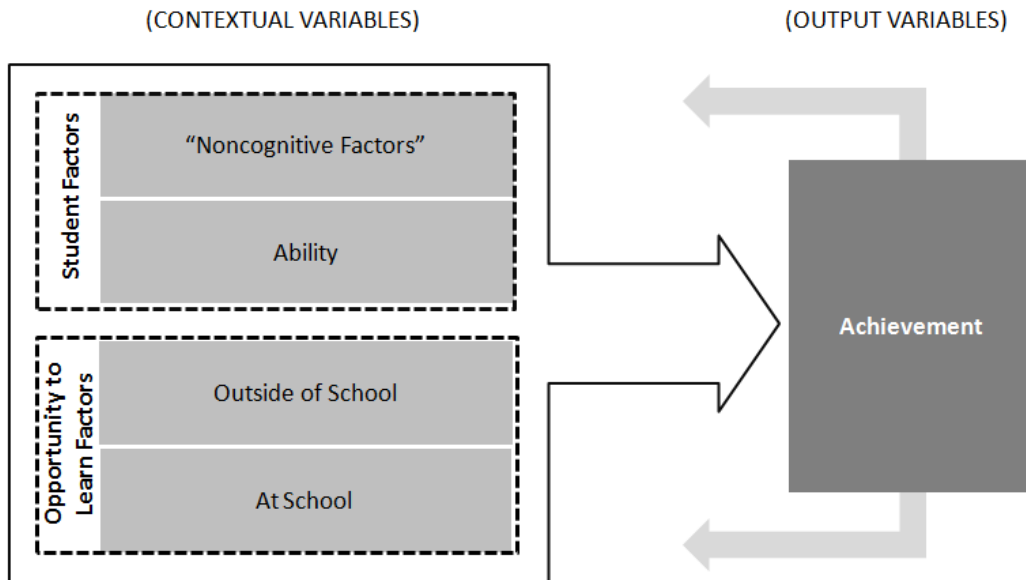 (CONTEXTUAL VARIABLES)
(OUTPUT VARIABLES)
Student Factors
“Noncognitive Factors”
Ability
Opportunity to
Learn Factors
Outside of School
At School
Achievement